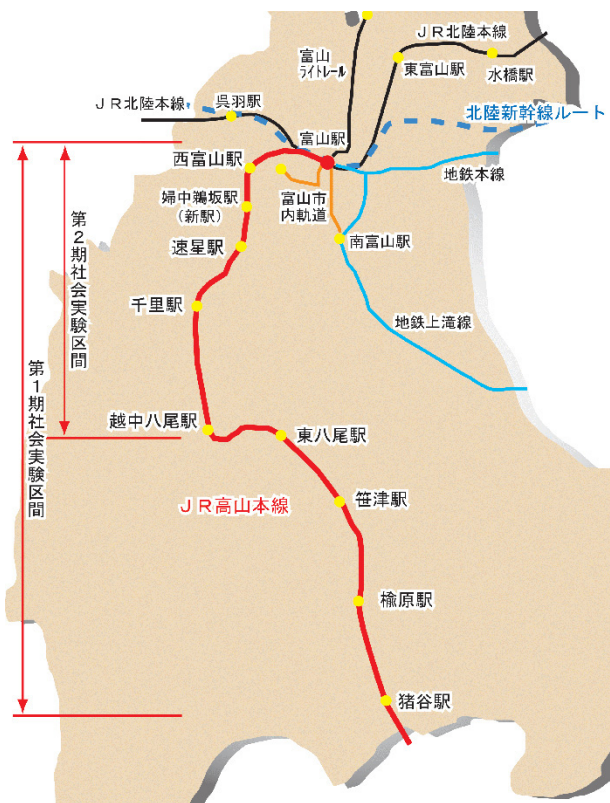 JR北陸本線
富山
ライトレール
東富山駅
水橋駅
JR北陸本線
呉羽駅
北陸新幹線ルート
富山駅
西富山駅
地鉄本線
婦中鵜坂駅
(新駅)
富山市
内軌道
南富山駅
速星駅
千里駅
地鉄上滝線
第2期社会実験区間
第1期社会実験区間
越中八尾駅
東八尾駅
JR高山本線
笹津駅
楡原駅
猪谷駅